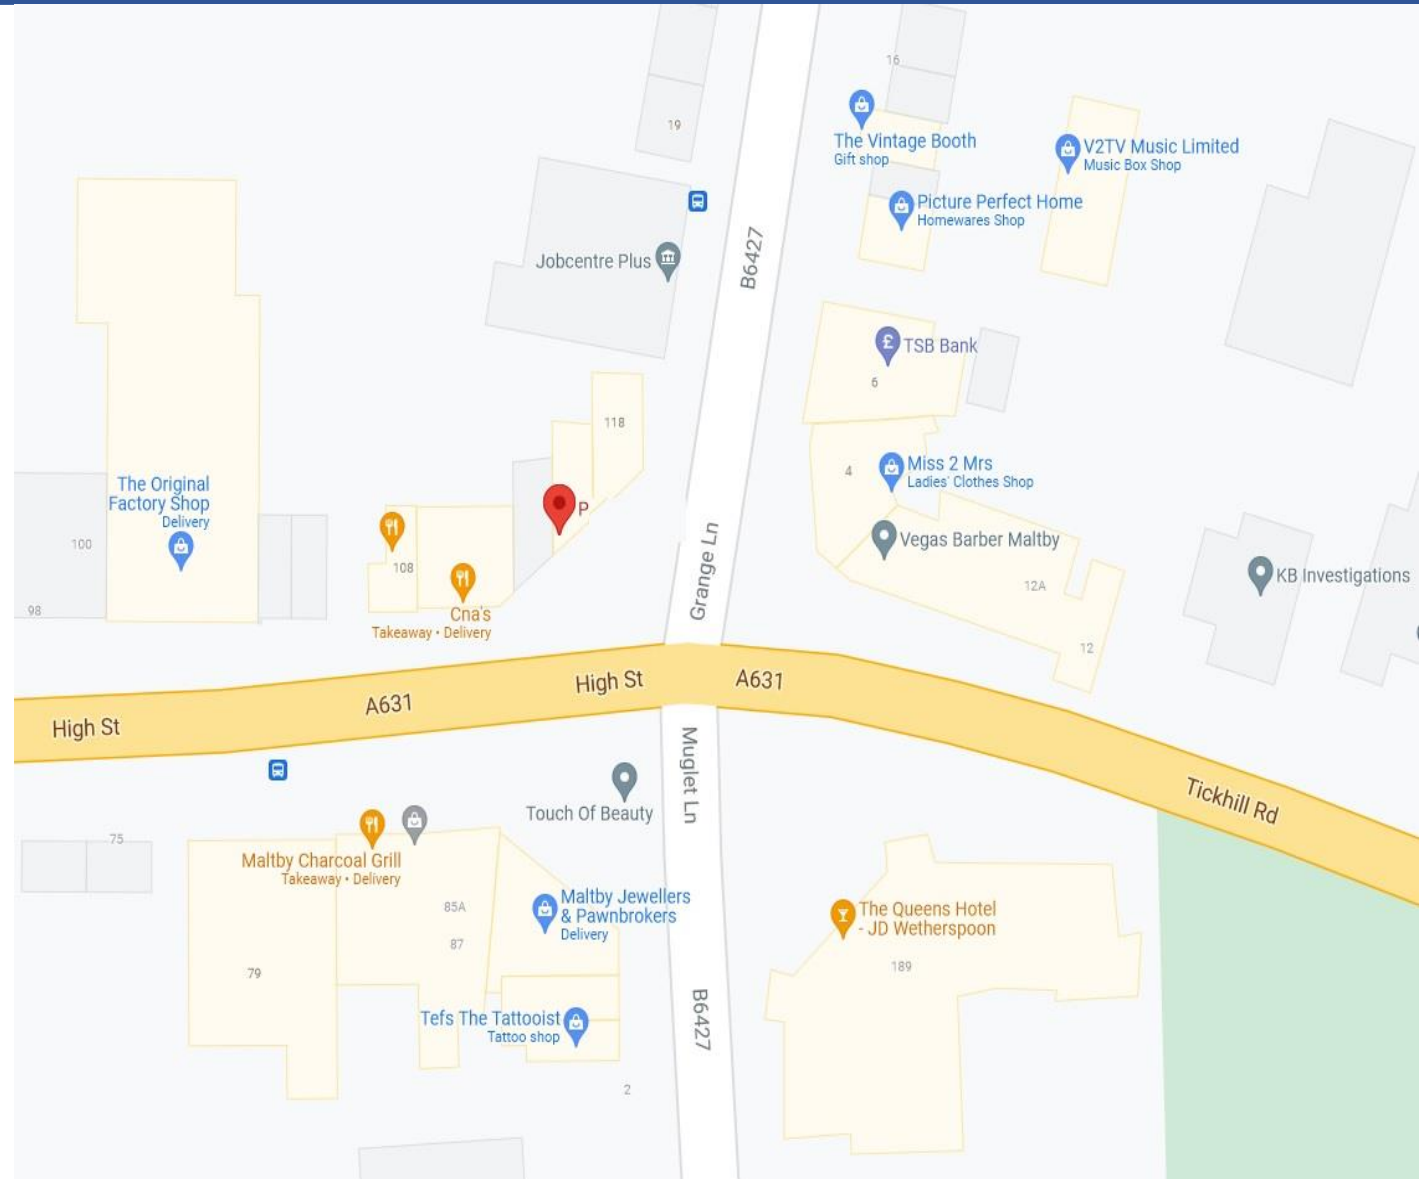 16
19
The Vintage Booth
Gift shop
V2TV Music Limited
Music Box Shop
Picture Perfect Home
Homewares Shop
Jobcentre Plus
B6427
TSB Bank
6
118
4
Miss 2 Mrs
Ladies' Clothes Shop
The Original
Factory Shop
Delivery
P
100
108
Grange Ln
Vegas Barber Maltby
12A
KB Investigations
98
Cna's
Takeaway • Delivery
12
High St
A631
High St
A631
Muglet Ln
Tickhill Rd
Touch Of Beauty
75
Maltby Charcoal Grill
Takeaway • Delivery
85A
87
Maltby Jewellers
& Pawnbrokers
Delivery
The Queens Hotel
- JD Wetherspoon
189
79
Tefs The Tattooist
Tattoo shop
B6427
2